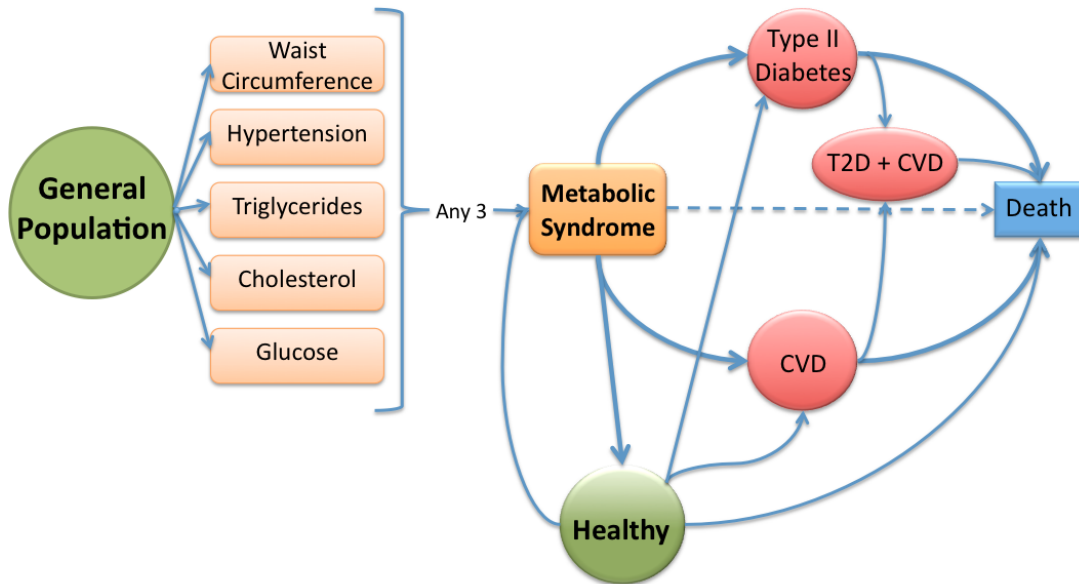 General
Population
Waist
Circumference
Hypertension
Triglycerides
Cholesterol
Glucose
Any 3
Metabolic
Syndrome
Type II
Diabetes
T2D + CVD
Death
CVD
Healthy